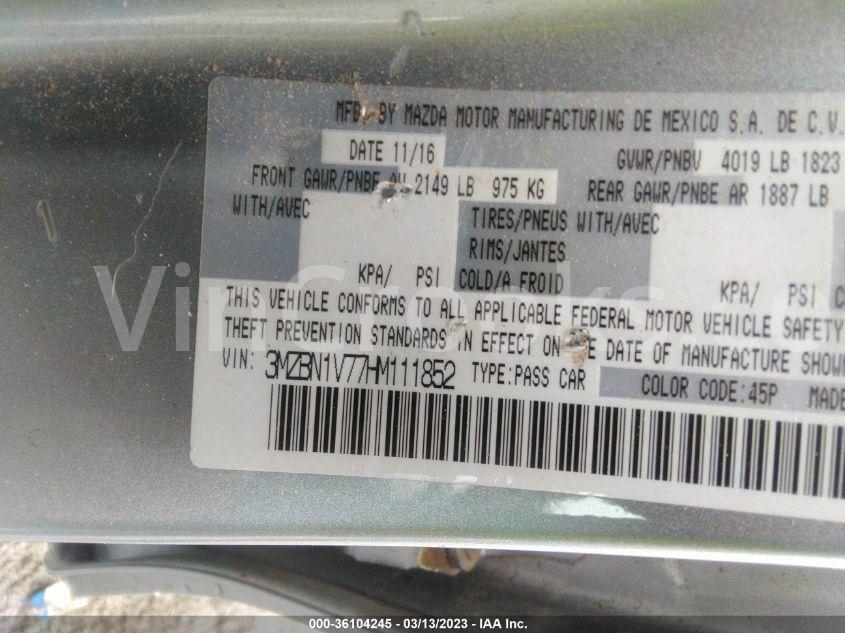 MFD BY MAZDA MOTOR MANUFACTURING DE MEXICO S.A. DE C.V.
DATE 11/16 GVWR/PNBV 4019 LB 1823
FRONT GAWR/PNBE AV 2149 LB 975 KG REAR GAWR/PNBE AR 1887 LB
WITH/AVEC TIRES/PNEUS WITH/AVEC
RIMS/JANTES
KPA/ PSI COLD/A FROID KPA/ PSI C
THIS VEHICLE CONFORMS TO ALL APPLICABLE FEDERAL MOTOR VEHICLE SAFETY
THEFT PREVENTION STANDARDS IN EFFECT ON DATE OF MANUFACTURE SHOWN
VIN: 3MZBN1V77HM111852 TYPE:PASS CAR COLOR CODE:45P MADE
000-36104245 - 03/13/2023 - IAA Inc.